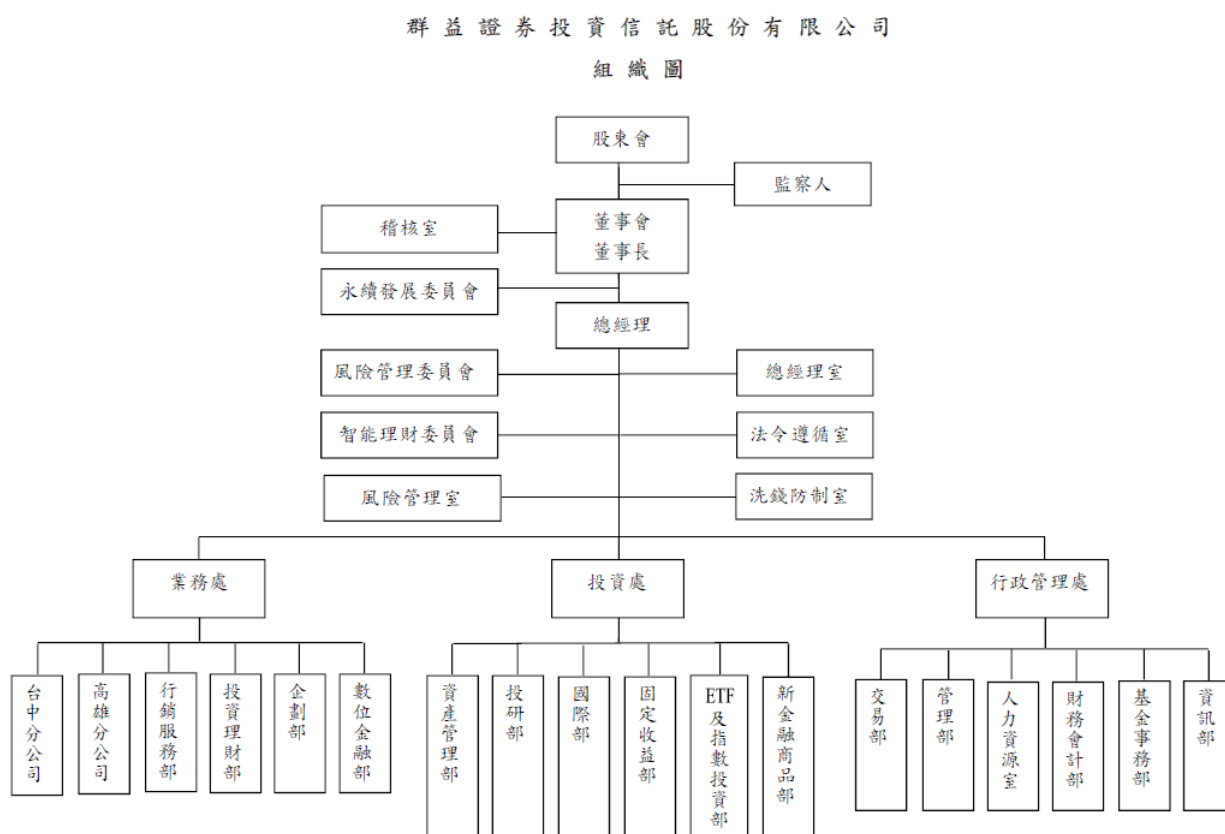 群益證券投資信託股份有限公司
組織圖
股東會
監察人
稽核室
董事會
董事長
永續發展委員會
總經理
風險管理委員會
總經理室
智能理財委員會
法令遵循室
風險管理室
洗錢防制室
業務處
投資處
行政管理處
台中分公司
高雄分公司
行銷服務部
投資理財部
企劃部
數位金融部
資產管理部
投研部
國際部
固定收益部
ETF及指數投資部
新金融商品部
交易部
管理部
人力資源室
財務會計部
基金事務部
資訊部